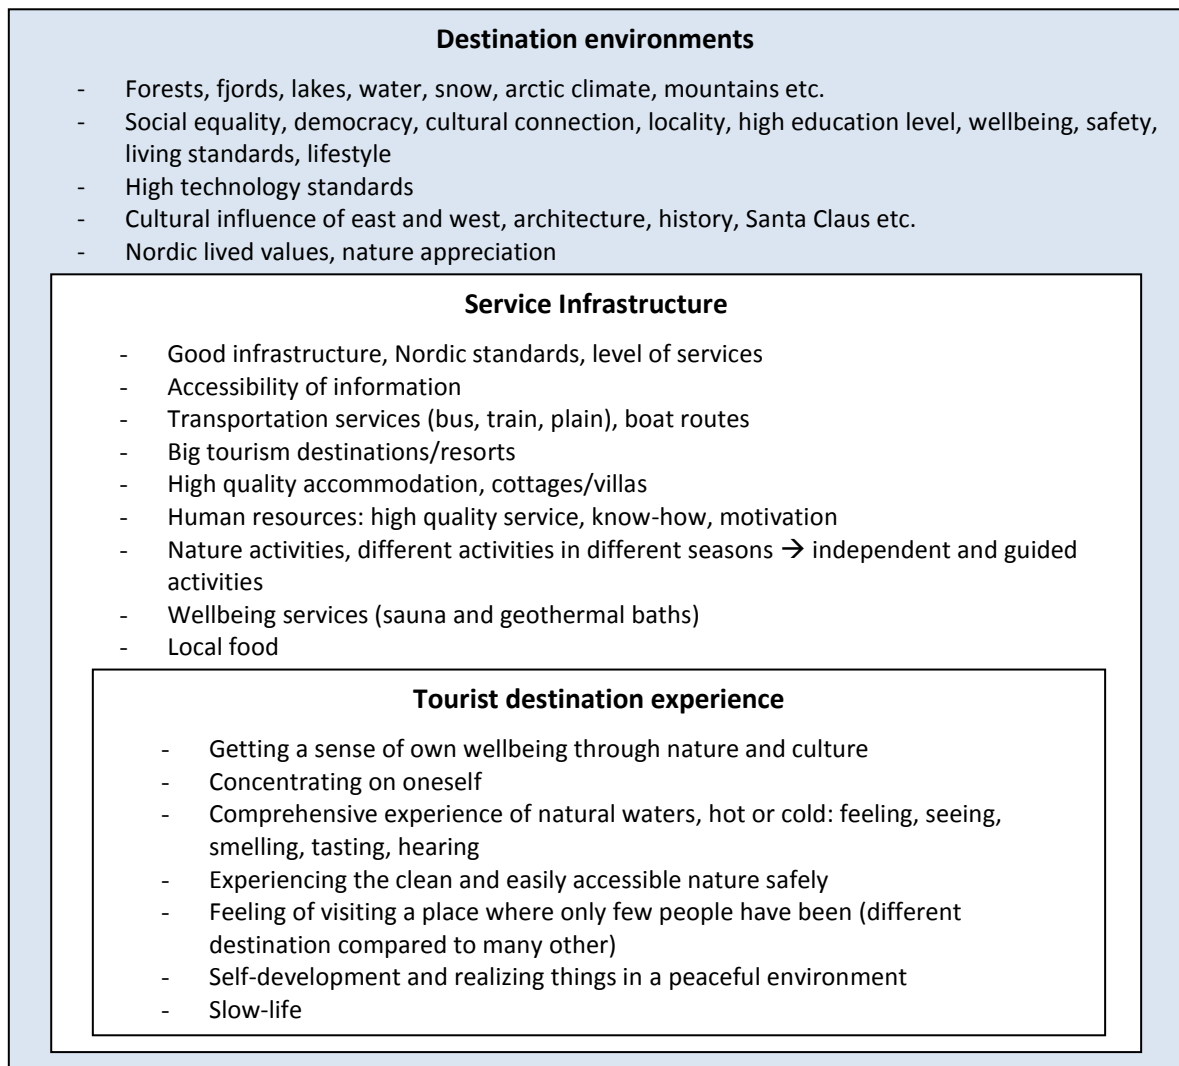 Destination environments
- Forests, fjords, lakes, water, snow, arctic climate, mountains etc.
- Social equality, democracy, cultural connection, locality, high education level, wellbeing, safety,
living standards, lifestyle
- High technology standards
- Cultural influence of east and west, architecture, history, Santa Claus etc.
- Nordic lived values, nature appreciation
Service Infrastructure
- Good infrastructure, Nordic standards, level of services
- Accessibility of information
- Transportation services (bus, train, plain), boat routes
- Big tourism destinations/resorts
- High quality accommodation, cottages/villas
- Human resources: high quality service, know-how, motivation
- Nature activities, different activities in different seasons → independent and guided
activities
- Wellbeing services (sauna and geothermal baths)
- Local food
Tourist destination experience
- Getting a sense of own wellbeing through nature and culture
- Concentrating on oneself
- Comprehensive experience of natural waters, hot or cold: feeling, seeing,
smelling, tasting, hearing
- Experiencing the clean and easily accessible nature safely
- Feeling of visiting a place where only few people have been (different
destination compared to many other)
- Self-development and realizing things in a peaceful environment
- Slow-life